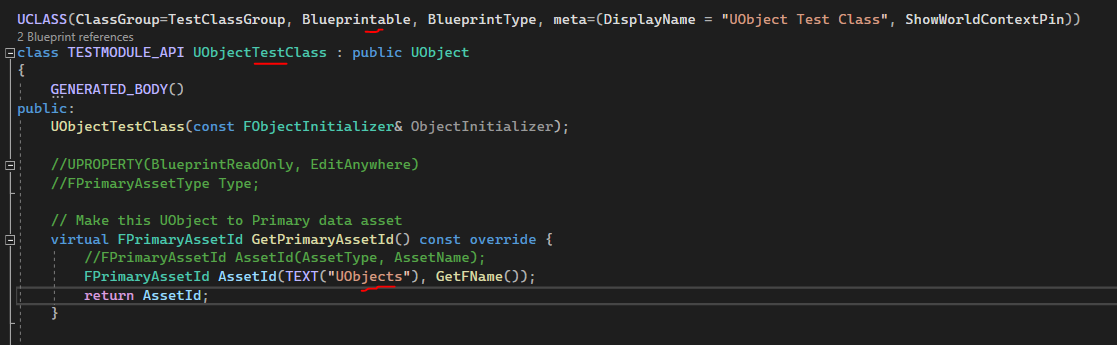 UCLASS(ClassGroup=TestClassGroup, Blueprintable, BlueprintType, meta=(DisplayName = "UObject Test Class", ShowWorldContextPin))
2 Blueprint references
class TESTMODULE_API UObjectTestClass : public UObject
{
GENERATED_BODY()
public:
UObjectTestClass(const FObjectInitializer& ObjectInitializer);
//UPROPERTY(BlueprintReadOnly, EditAnywhere)
//FPrimaryAssetType Type;
// Make this UObject to Primary data asset
virtual FPrimaryAssetId GetPrimaryAssetId() const override {
//FPrimaryAssetId AssetId(AssetType, AssetName);
FPrimaryAssetId AssetId(TEXT("UObjects"), GetFName());
return AssetId;
}